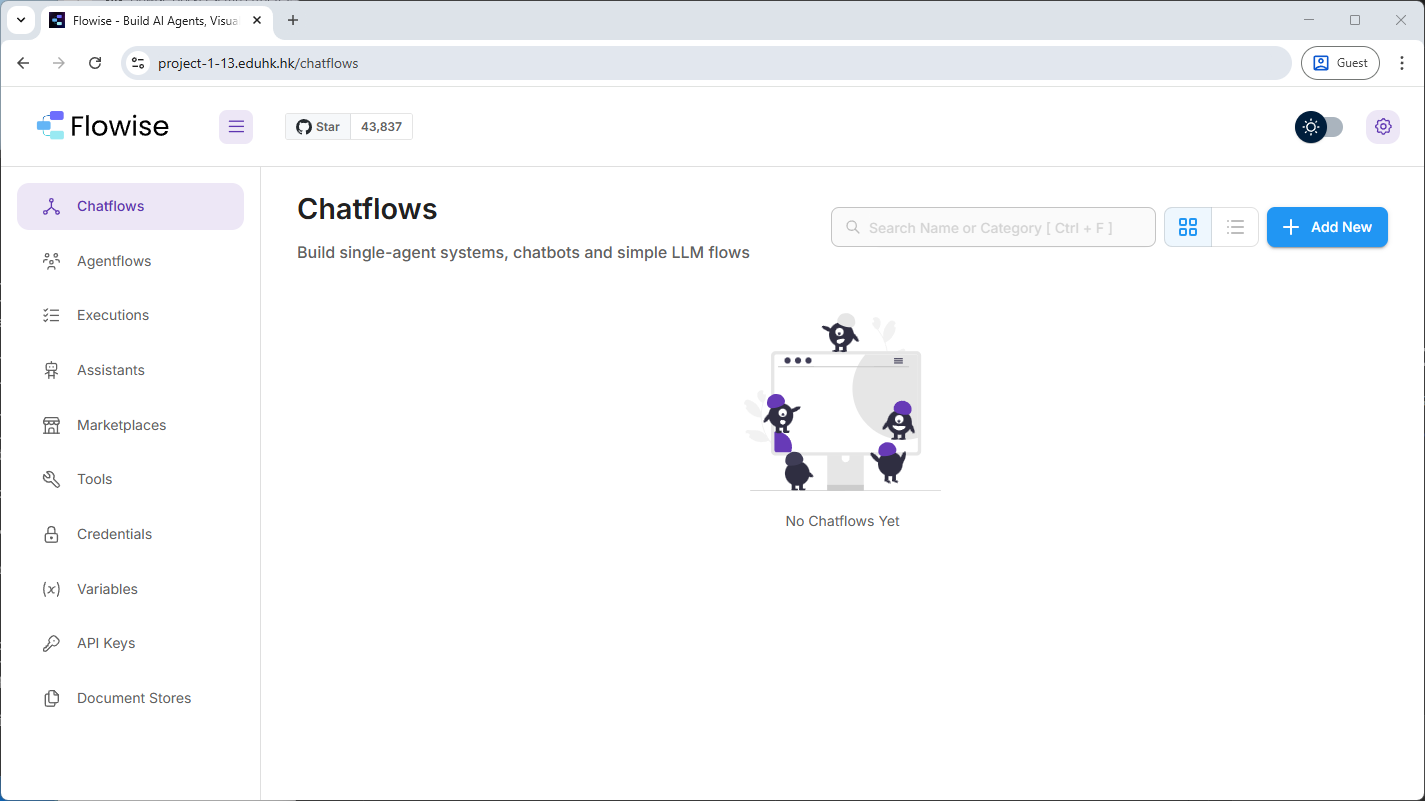 Flowise - Build AI Agents, Visua
project-1-13.eduhk.hk/chatflows
Guest
Flowise
Star
43,837
Chatflows
Agentflows
Executions
Assistants
Marketplaces
Tools
Credentials
(x) Variables
API Keys
Document Stores
Chatflows
Build single-agent systems, chatbots and simple LLM flows
Search Name or Category [ Ctrl + F ]
Add New
No Chatflows Yet